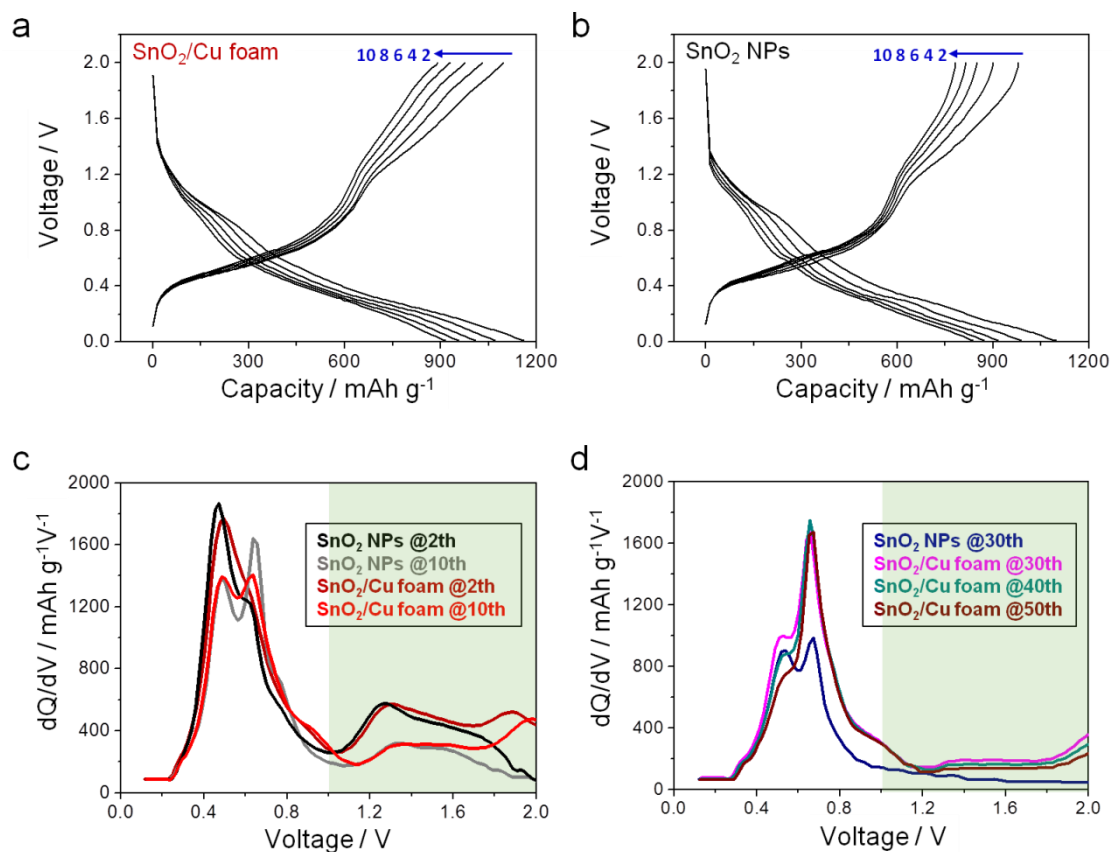 a
SnO₂/Cu foam
10 8 6 4 2
Voltage / V
2.0
1.6
1.2
0.8
0.4
0.0
0 300 600 900 1200
Capacity / mAh g⁻¹
b
SnO₂ NPs
10 8 6 4 2
Voltage / V
2.0
1.6
1.2
0.8
0.4
0.0
0 300 600 900 1200
Capacity / mAh g⁻¹
c
dQ/dV / mAh g⁻¹V⁻¹
2000
1600
1200
800
400
0
SnO₂ NPs @2th
SnO₂ NPs @10th
SnO₂/Cu foam @2th
SnO₂/Cu foam @10th
0.0 0.4 0.8 1.2 1.6 2.0
Voltage / V
d
dQ/dV / mAh g⁻¹V⁻¹
2000
1600
1200
800
400
0
SnO₂ NPs @30th
SnO₂/Cu foam @30th
SnO₂/Cu foam @40th
SnO₂/Cu foam @50th
0.0 0.4 0.8 1.2 1.6 2.0
Voltage / V